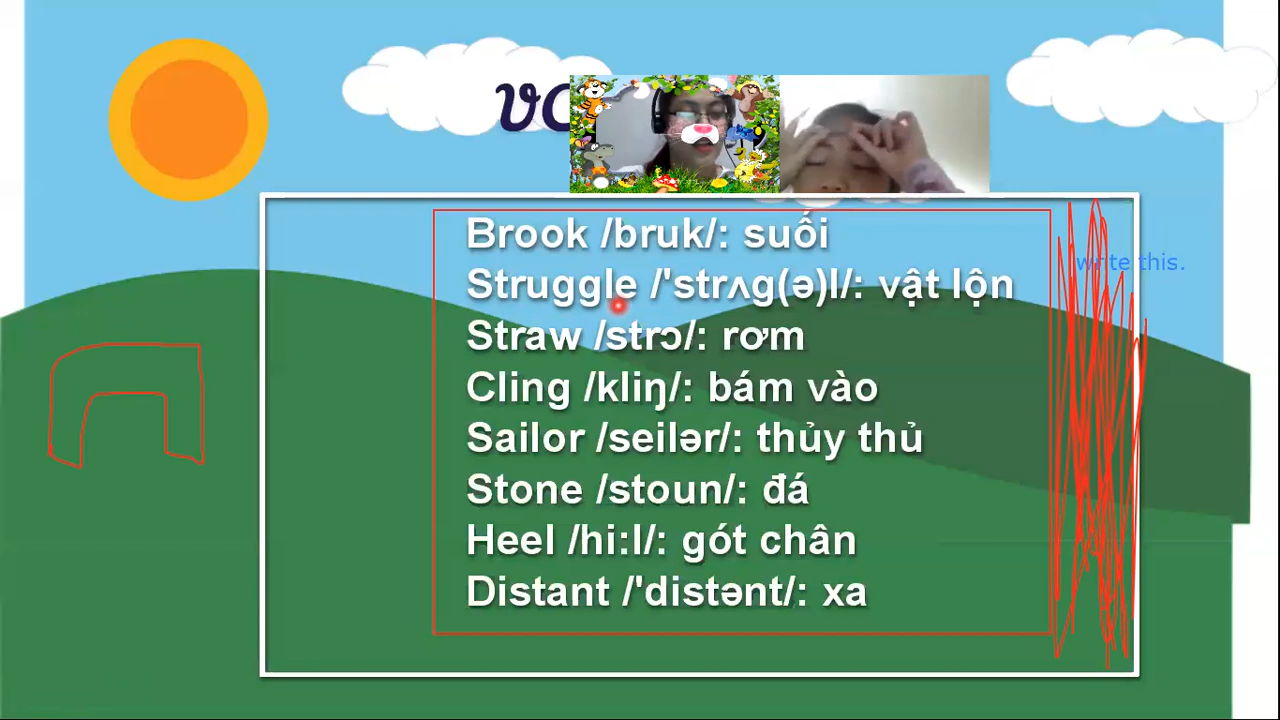 Brook /bruk/: suối
write this.
Struggle /'strʌg(ə)l/: vật lộn
Straw /strɔ/: rơm
Cling /kliŋ/: bám vào
Sailor /seilər/: thủy thủ
Stone /stoun/: đá
Heel /hi:l/: gót chân
Distant /'distənt/: xa